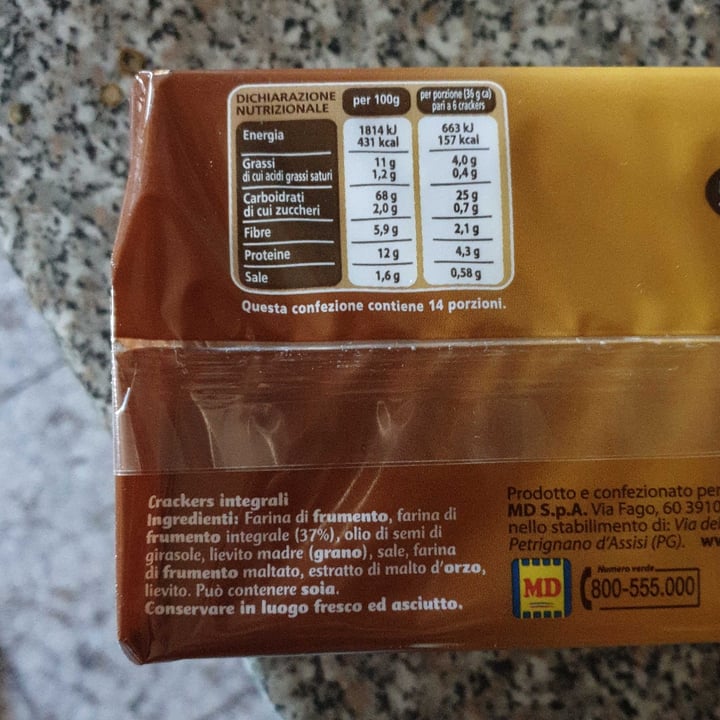 DICHIARAZIONE NUTRIZIONALE per 100g per porzione (36 g ca) pari a 6 crackers
Energia 1814 kJ 431 kcal 663 kJ 157 kcal
Grassi 11 g 4,0 g
di cui acidi grassi saturi 1,2 g 0,4 g
Carboidrati 68 g 25 g
di cui zuccheri 2,0 g 0,7 g
Fibre 5,9 g 2,1 g
Proteine 12 g 4,3 g
Sale 1,6 g 0,58 g
Questa confezione contiene 14 porzioni.
Crackers integrali
Ingredienti: Farina di frumento, farina di
frumento integrale (37%), olio di semi di
girasole, lievito madre (grano), sale, farina
di frumento maltato, estratto di malto d'orzo,
lievito. Può contenere soia.
Conservare in luogo fresco ed asciutto.
Prodotto e confezionato per
MD S.p.A. Via Fago, 60 3910
nello stabilimento di: Via
Petrignano d'Assisi (PG).
MD
Numero verde
800-555.000